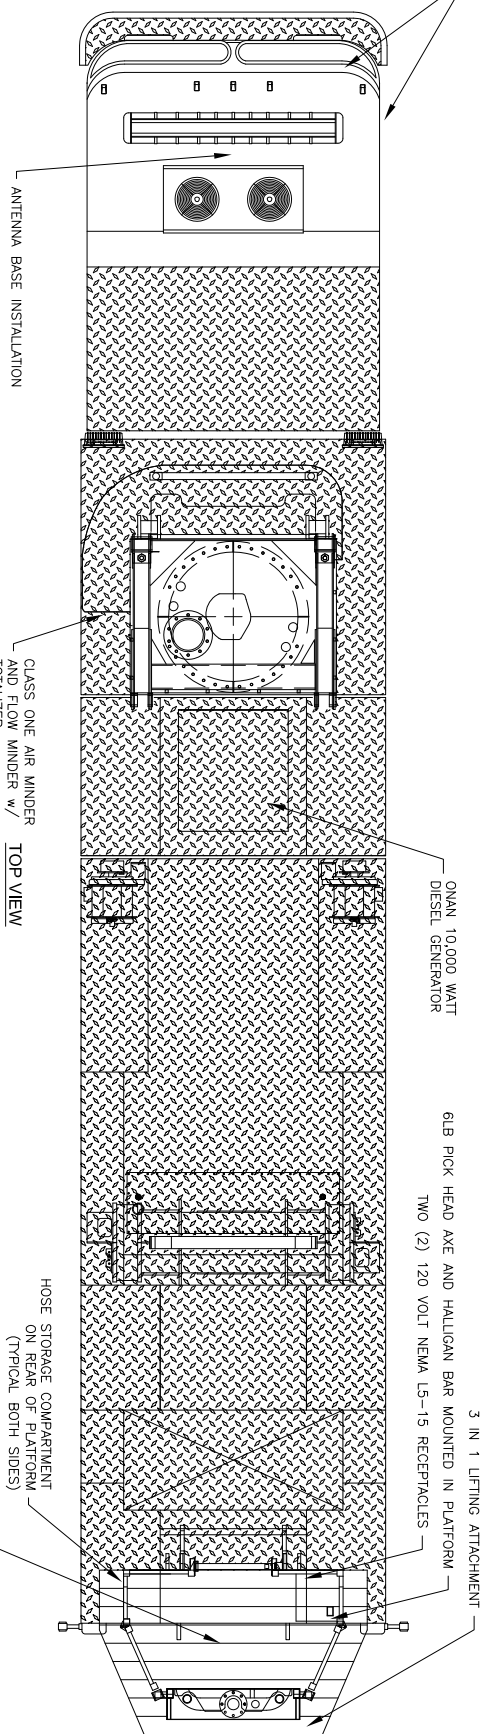 ANTENNA BASE INSTALLATION
CLASS ONE AIR MINDER
AND FLOW MINDER w/
TOP VIEW
ONAN 10,000 WATT
DIESEL GENERATOR
6LB PICK HEAD AXE AND HALLIGAN BAR MOUNTED IN PLATFORM
TWO (2) 120 VOLT NEMA L5-15 RECEPTACLES
3 IN 1 LIFTING ATTACHMENT
HOSE STORAGE COMPARTMENT
ON REAR OF PLATFORM
(TYPICAL BOTH SIDES)